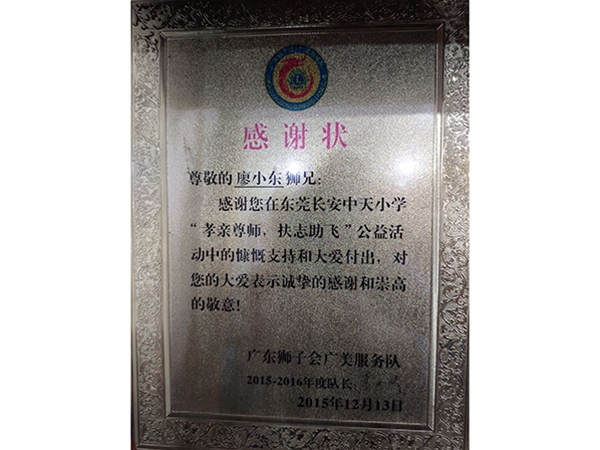 感谢状
尊敬的廖小东狮兄:
感谢您在东莞长安中天小学
“孝亲尊师，扶志助飞”公益活
动中的慷慨支持和大爱付出，对
您的大爱表示诚挚的感谢和崇高
的敬意!
广东狮子会广美服务队
2015-2016年度队长:
2015年12月13日